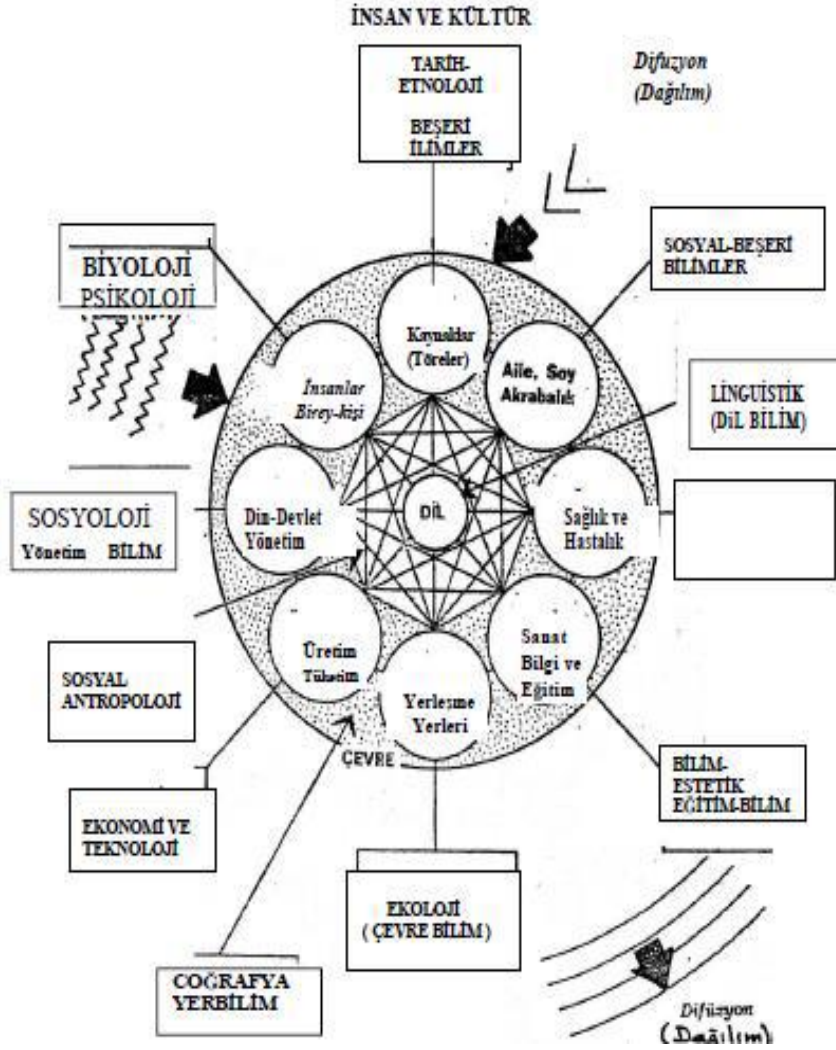 İNSAN VE KÜLTÜR
TARİH-
ETNOLOJİ
BEŞERİ
İLİMLER
Difuzyon
(Dağılım)
BİYOLOJİ
PSİKOLOJİ
SOSYAL-BEŞERİ
BİLİMLER
Kaynaklar
(Töreler)
İnsanlar
Birey-kişi
Aile, Soy
Akrabalık
LİNGUİSTİK
(DiL BİLİM)
SOSYOLOJİ
Yönetim BİLİM
Din-Devlet
Yönetim
DİL
Sağlık ve
Hastalık
Üretim
Tüketim
Sanat
Bilgi ve
Eğitim
Yerleşme
Yerleri
SOSYAL
ANTROPOLOJİ
ÇEVRE
BİLİM-
ESTETİK
EĞİTİM-BİLİM
EKONOMİ VE
TEKNOLOJİ
EKOLOJİ
( ÇEVRE BİLİM )
COĞRAFYA
YERBİLİM
Difüzyon
(Dağılım)